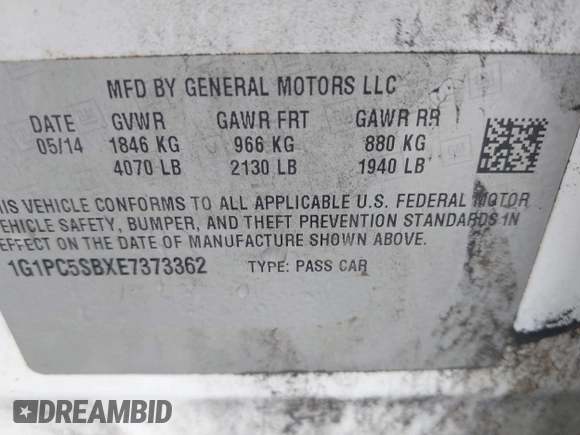 MFD BY GENERAL MOTORS LLC
DATE GVWR GAWR FRT GAWR RR
05/14 1846 KG 966 KG 880 KG
4070 LB 2130 LB 1940 LB
HIS VEHICLE CONFORMS TO ALL APPLICABLE U.S. FEDERAL MOTOR
VEHICLE SAFETY, BUMPER, AND THEFT PREVENTION STANDARDS IN
EFFECT ON THE DATE OF MANUFACTURE SHOWN ABOVE.
1G1PC5SBXE7373362 TYPE: PASS CAR
DREAMBID